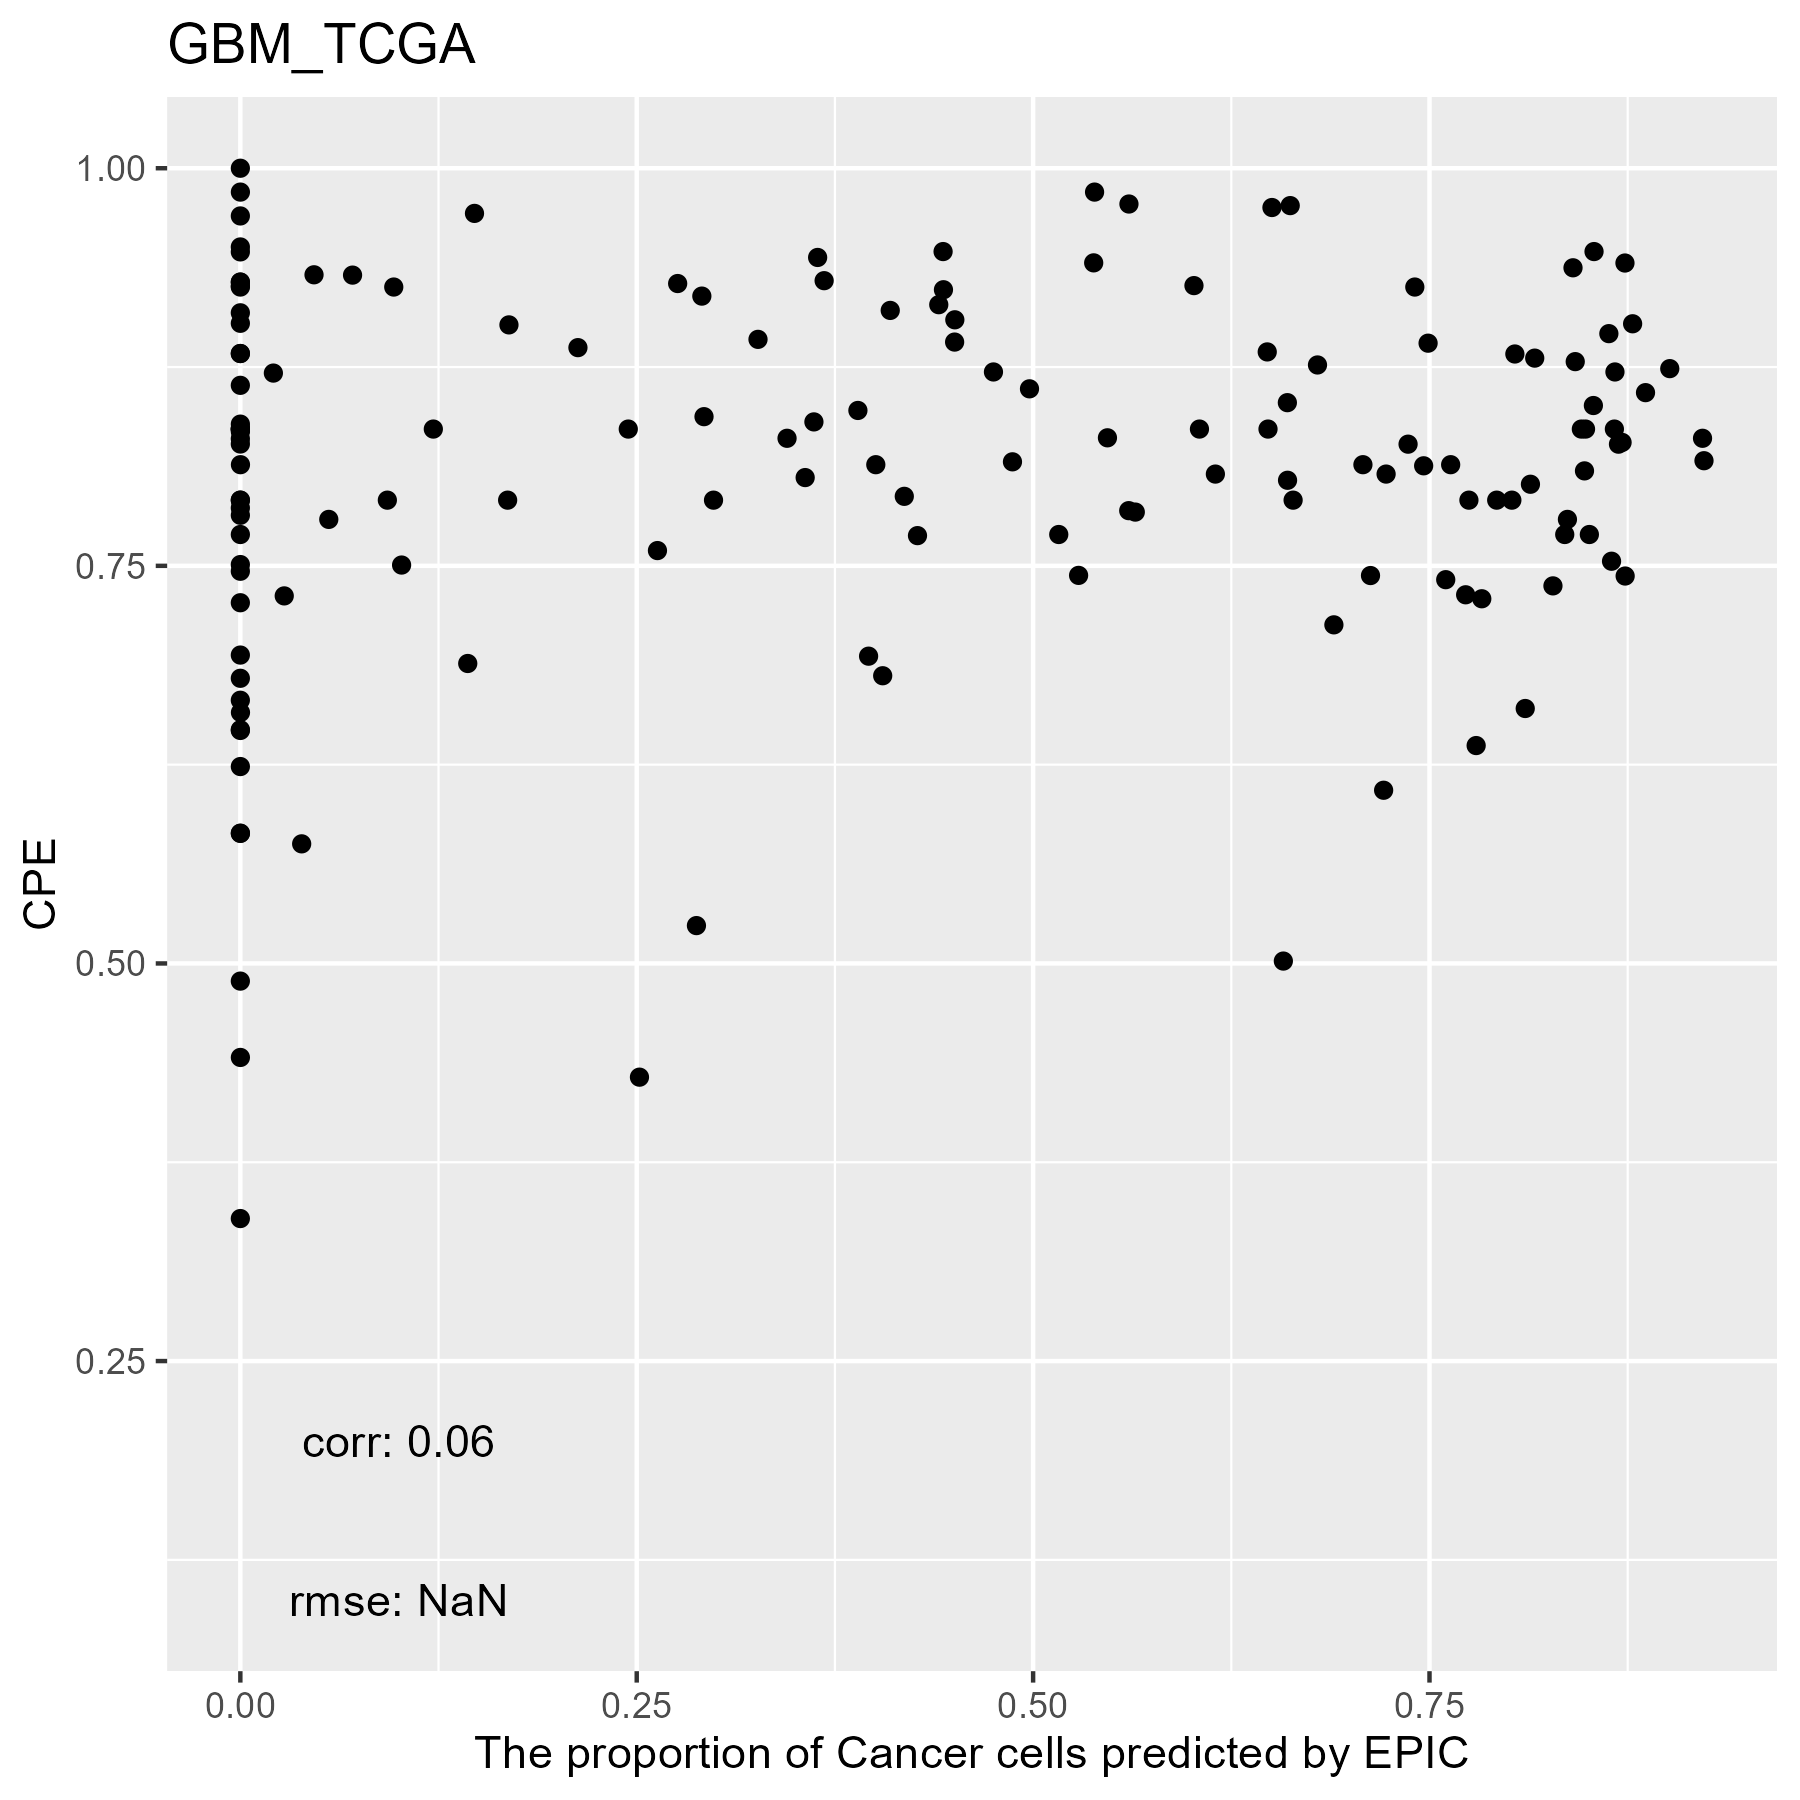 GBM_TCGA
1.00
0.75
0.50
0.25
CPE
corr: 0.06
rmse: NaN
0.00 0.25 0.50 0.75
The proportion of Cancer cells predicted by EPIC